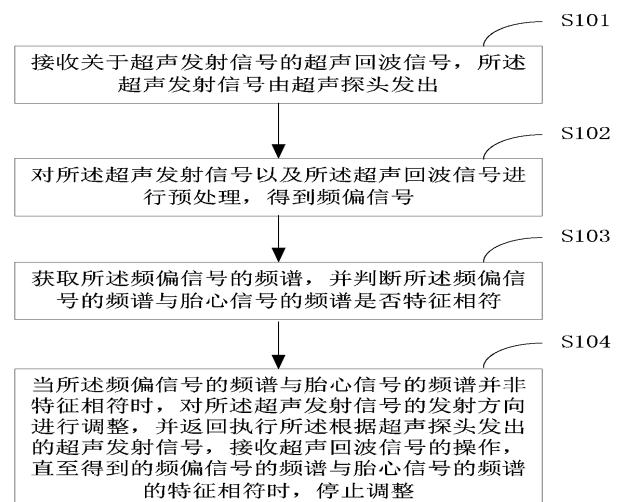 S101
接收关于超声发射信号的超声回波信号，所述
超声发射信号由超声探头发出
S102
对所述超声发射信号以及所述超声回波信号进
行预处理，得到频偏信号
S103
获取所述频偏信号的频谱，并判断所述频偏信
号的频谱与胎心信号的频谱是否特征相符
S104
当所述频偏信号的频谱与胎心信号的频谱并非
特征相符时，对所述超声发射信号的发射方向
进行调整，并返回执行所述根据超声探头发出
的超声发射信号，接收超声回波信号的操作，
直至得到的频偏信号的频谱与胎心信号的频谱
的特征相符时，停止调整